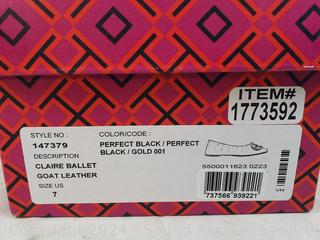 ITEM#
1773592
STYLE NO :
147379
DESCRIPTION
CLAIRE BALLET
GOAT LEATHER
SIZE US
7
COLOR/CODE :
PERFECT BLACK / PERFECT
BLACK / GOLD 001
5500011623 0223
737566 939221